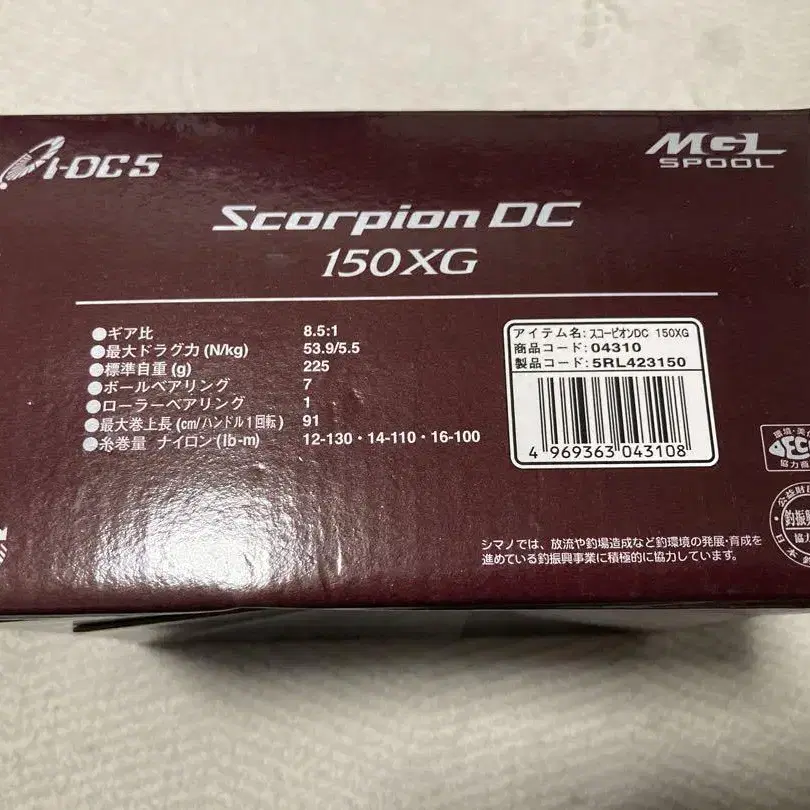 I-DC5
MGL
SPOOL
Scorpion DC
150XG
●ギア比 8.5:1
●最大ドラグ力 (N/kg) 53.9/5.5
●標準自重 (g) 225
●ボールベアリング 7
●ローラーベアリング 1
●最大巻上長 (cm/ハンドル1回転) 91
●糸巻量 ナイロン (lb-m) 12-130・14-110・16-100
アイテム名: スコーピオンDC 150XG
商品コード: 04310
製品コード: 5RL423150
4 969363 043108
シマノでは、放流や釣場造成など釣環境の発展・育成を
進めている釣振興事業に積極的に協力しています。